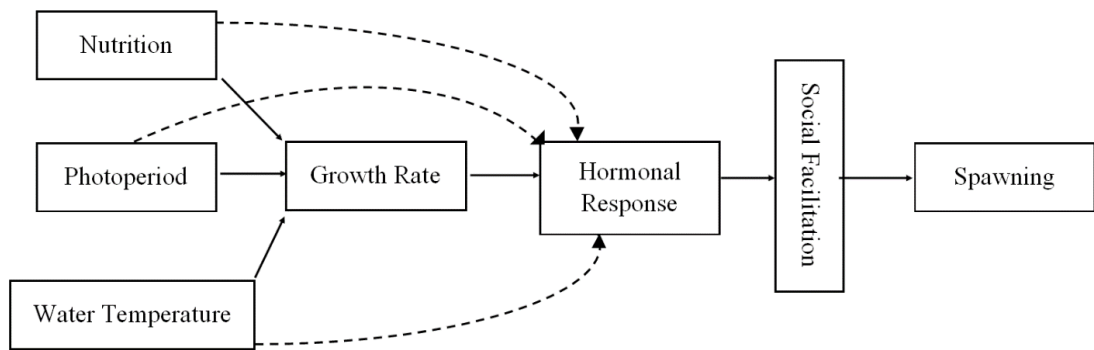 Nutrition
Photoperiod
Growth Rate
Hormonal
Response
Social Facilitation
Spawning
Water Temperature